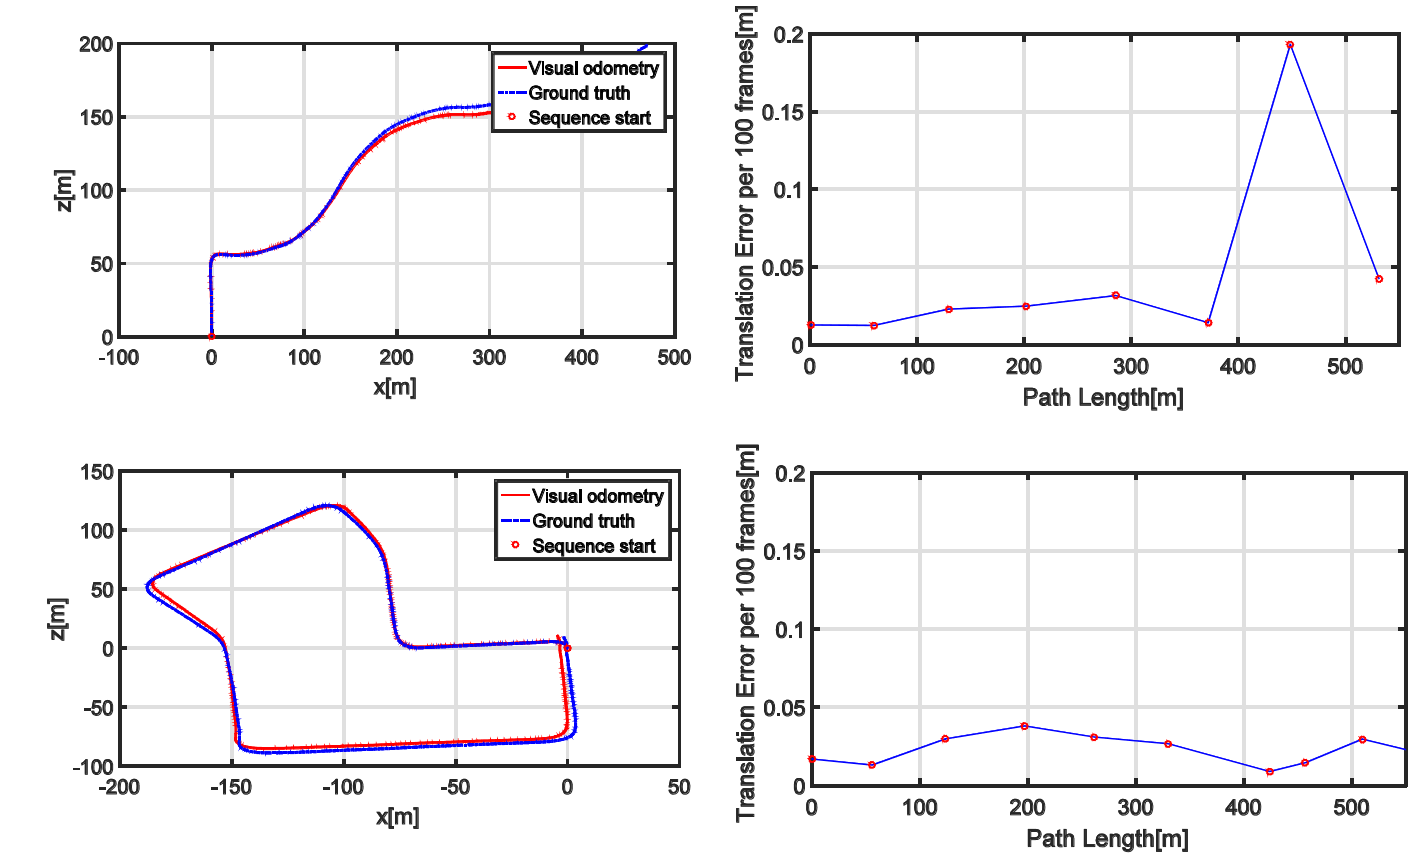 200
150
100
50
0
-100 0 100 200 300 400 500
z[m]
x[m]
Visual odometry
Ground truth
Sequence start
0.2
0.15
0.1
0.05
0
0 100 200 300 400 500
Translation Error per 100 frames[m]
Path Length[m]
150
100
50
0
-50
-100
-200 -150 -100 -50 0 50
z[m]
x[m]
Visual odometry
Ground truth
Sequence start
0.2
0.15
0.1
0.05
0
0 100 200 300 400 500
Translation Error per 100 frames[m]
Path Length[m]